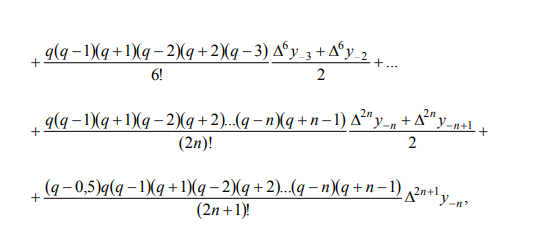 + q(q−1)(q+1)(q−2)(q+2)(q−3)/6! Δ⁶y₋₃ + Δ⁶y₋₂/2 + ...
+ q(q−1)(q+1)(q−2)(q+2)...(q−n)(q+n−1)/(2n)! Δ²ⁿy₋ₙ + Δ²ⁿy₋ₙ₊₁/2 +
+ (q−0,5)q(q−1)(q+1)(q−2)(q+2)...(q−n)(q+n−1)/(2n+1)! Δ²ⁿ⁺¹y₋ₙ,